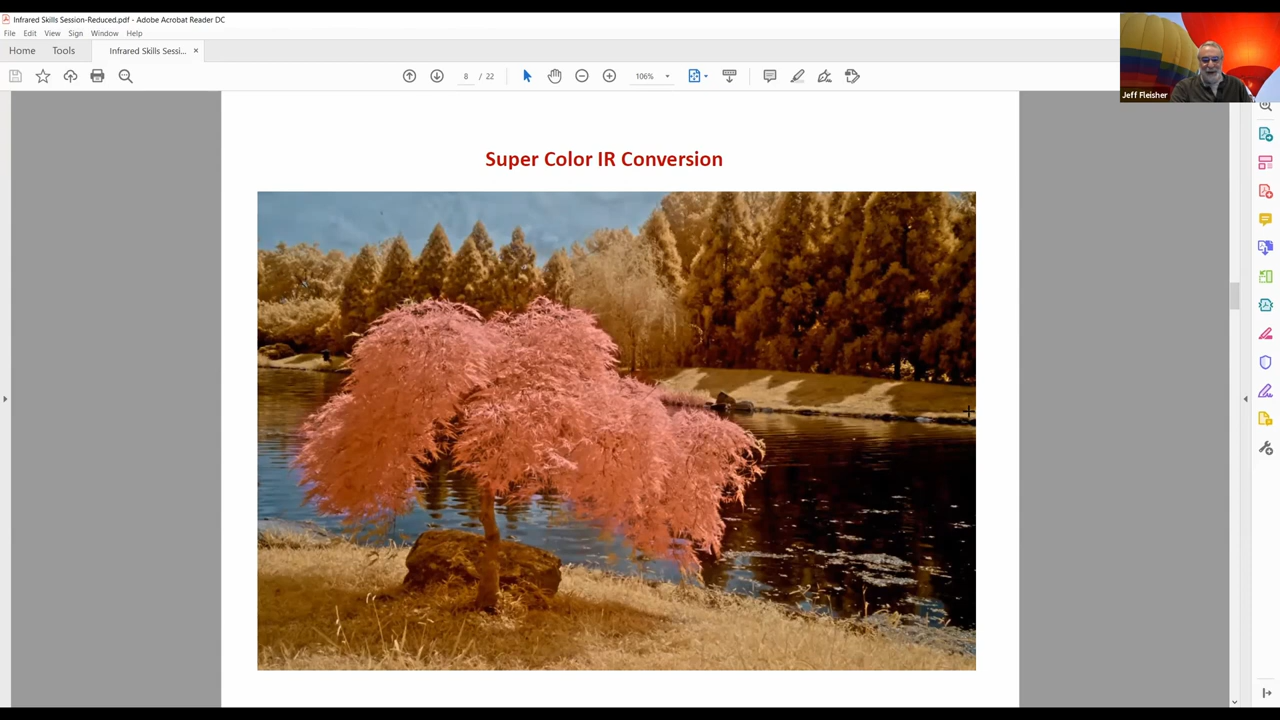 Infrared Skills Session-Reduced.pdf - Adobe Acrobat Reader DC
File Edit View Sign Window Help
Home Tools Infrared Skills Sessi... ×
8 / 22 106%
Jeff Fleisher
Super Color IR Conversion